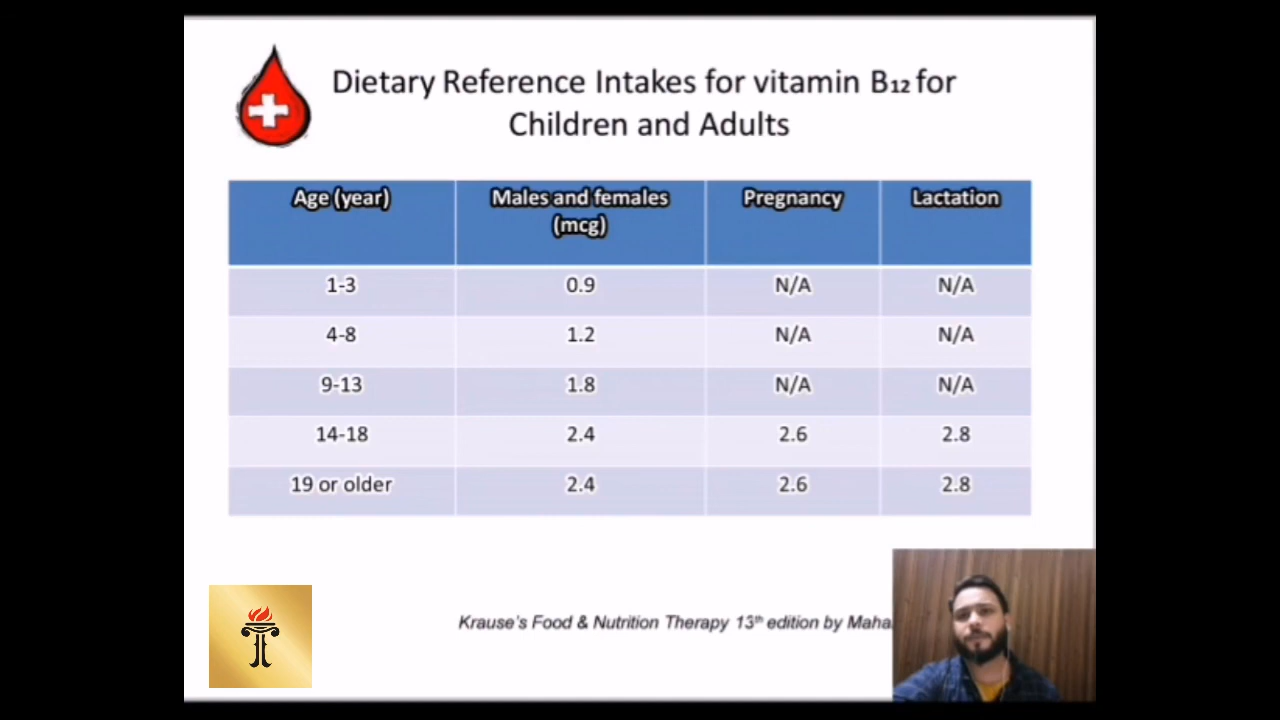 Dietary Reference Intakes for vitamin B12 for
Children and Adults
Age (year) Males and females (mcg) Pregnancy Lactation
1-3 0.9 N/A N/A
4-8 1.2 N/A N/A
9-13 1.8 N/A N/A
14-18 2.4 2.6 2.8
19 or older 2.4 2.6 2.8
Krause's Food & Nutrition Therapy 13th edition by